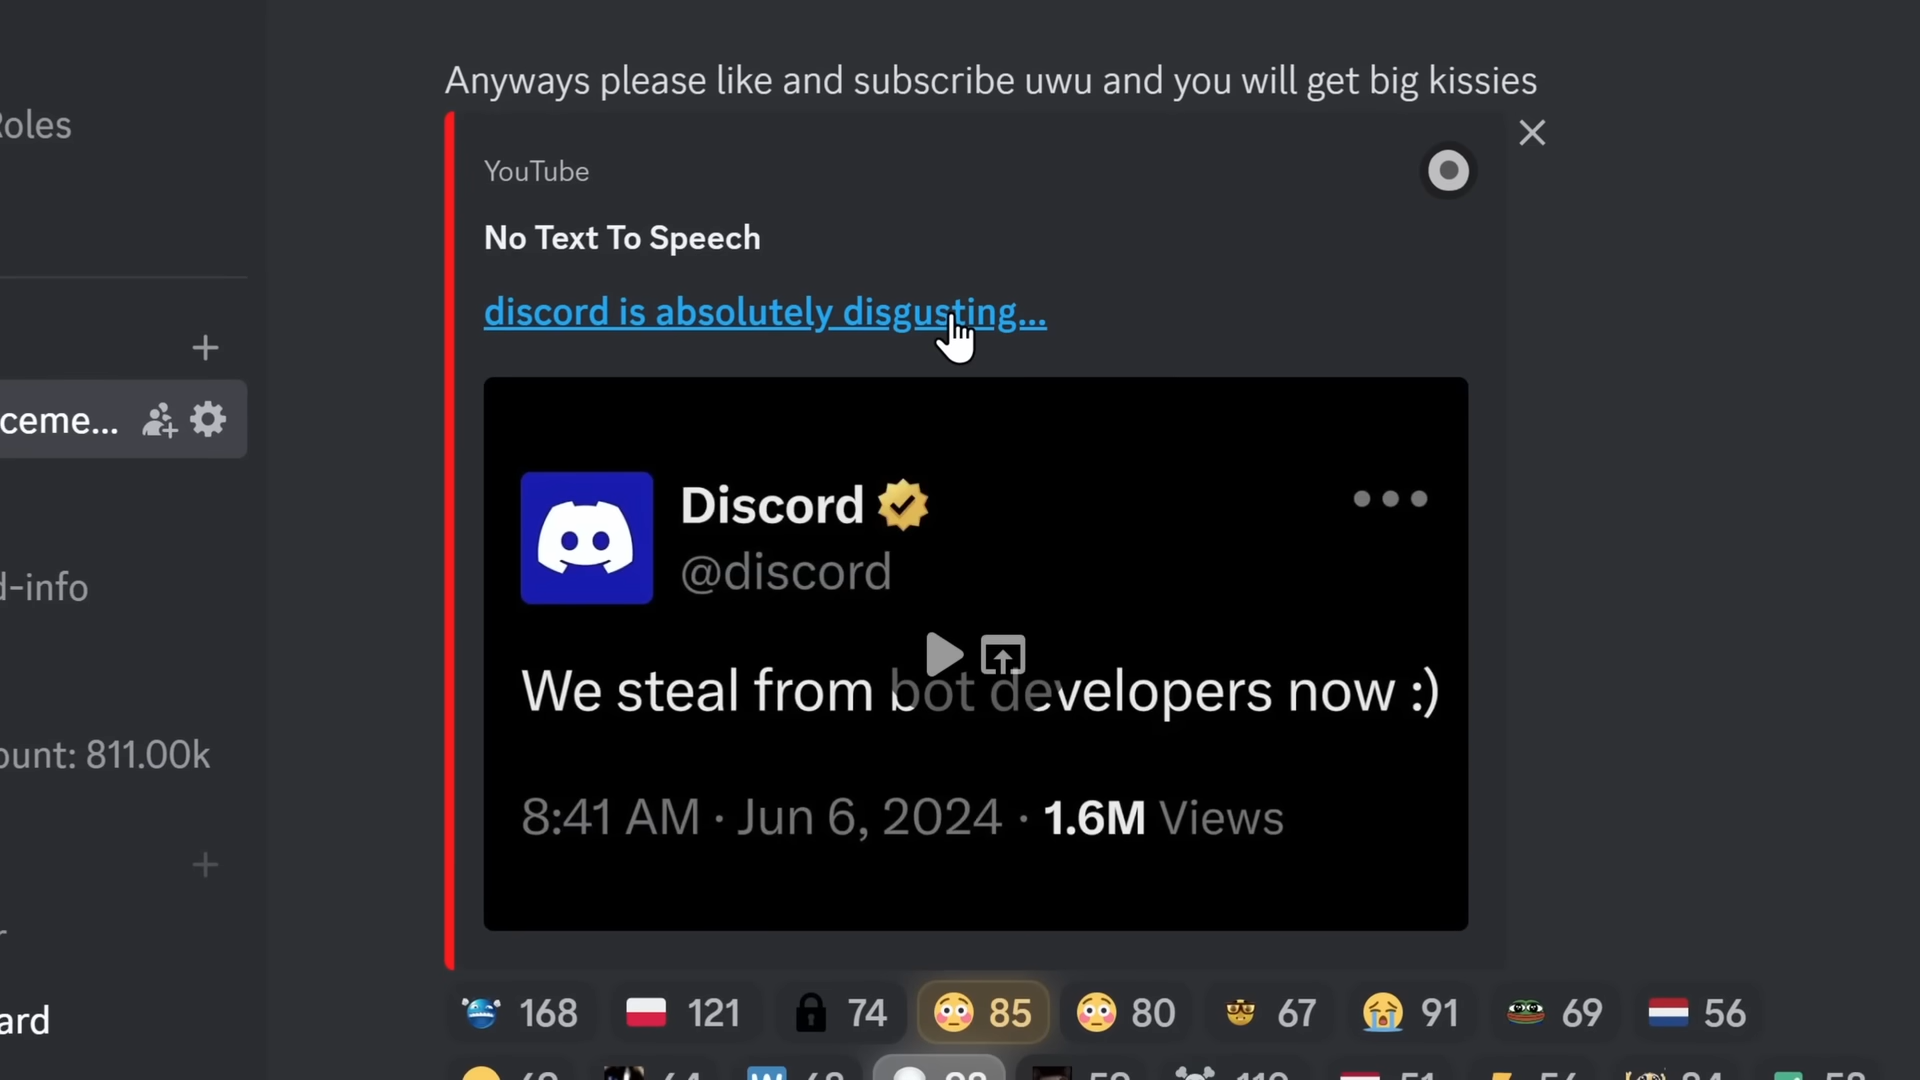 Anyways please like and subscribe uwu and you will get big kissies
oles
YouTube
No Text To Speech
discord is absolutely disgusting...
ceme...
Discord
@discord
d-info
We steal from bot developers now :)
ount: 811.00k
8:41 AM · Jun 6, 2024 · 1.6M Views
ard
168 121 74 85 80 67 91 69 56